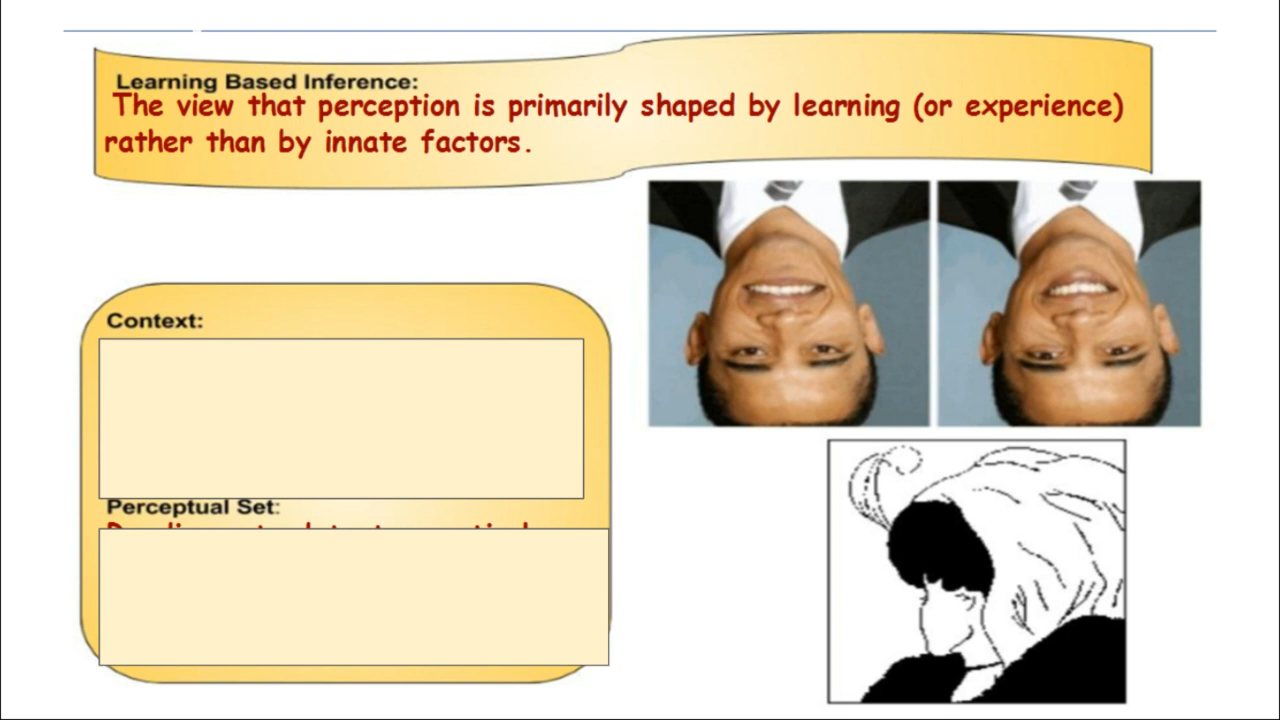 Learning Based Inference:
The view that perception is primarily shaped by learning (or experience)
rather than by innate factors.
Context:
Perceptual Set: